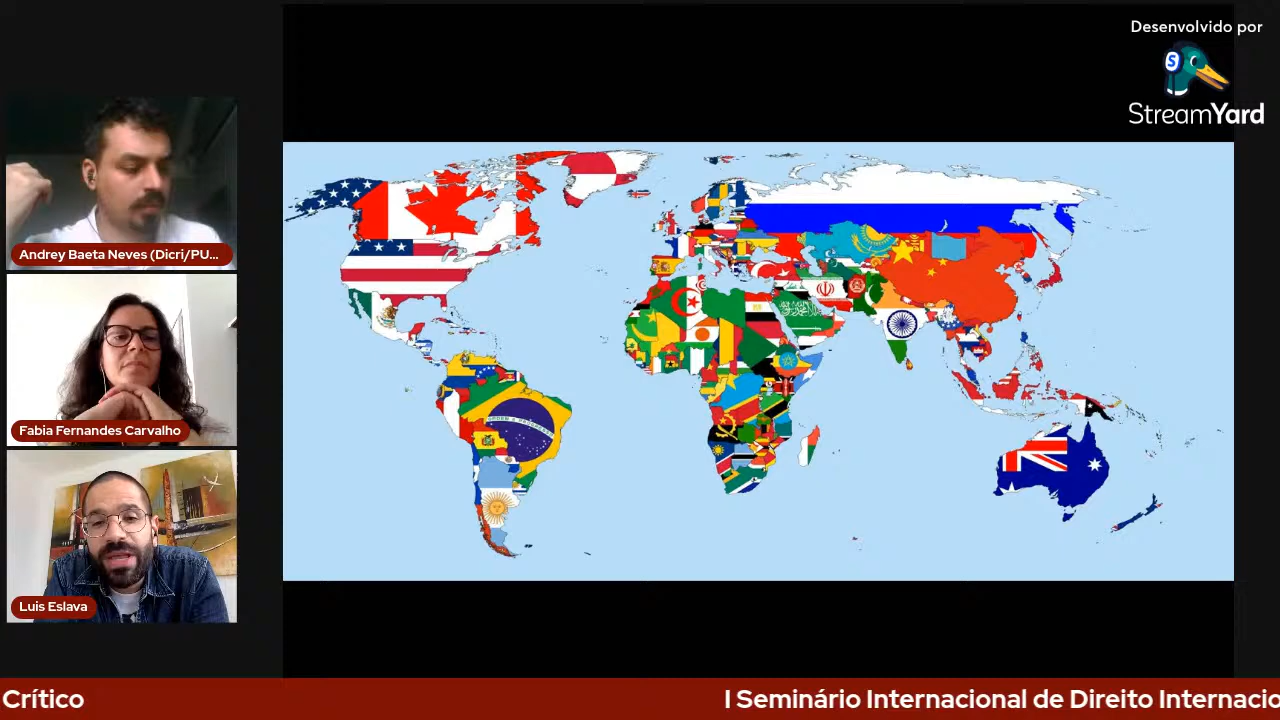 Desenvolvido por
StreamYard
Andrey Baeta Neves (Dicri/PU...
Fabia Fernandes Carvalho
Luis Eslava
Crítico
I Seminário Internacional de Direito Internacio